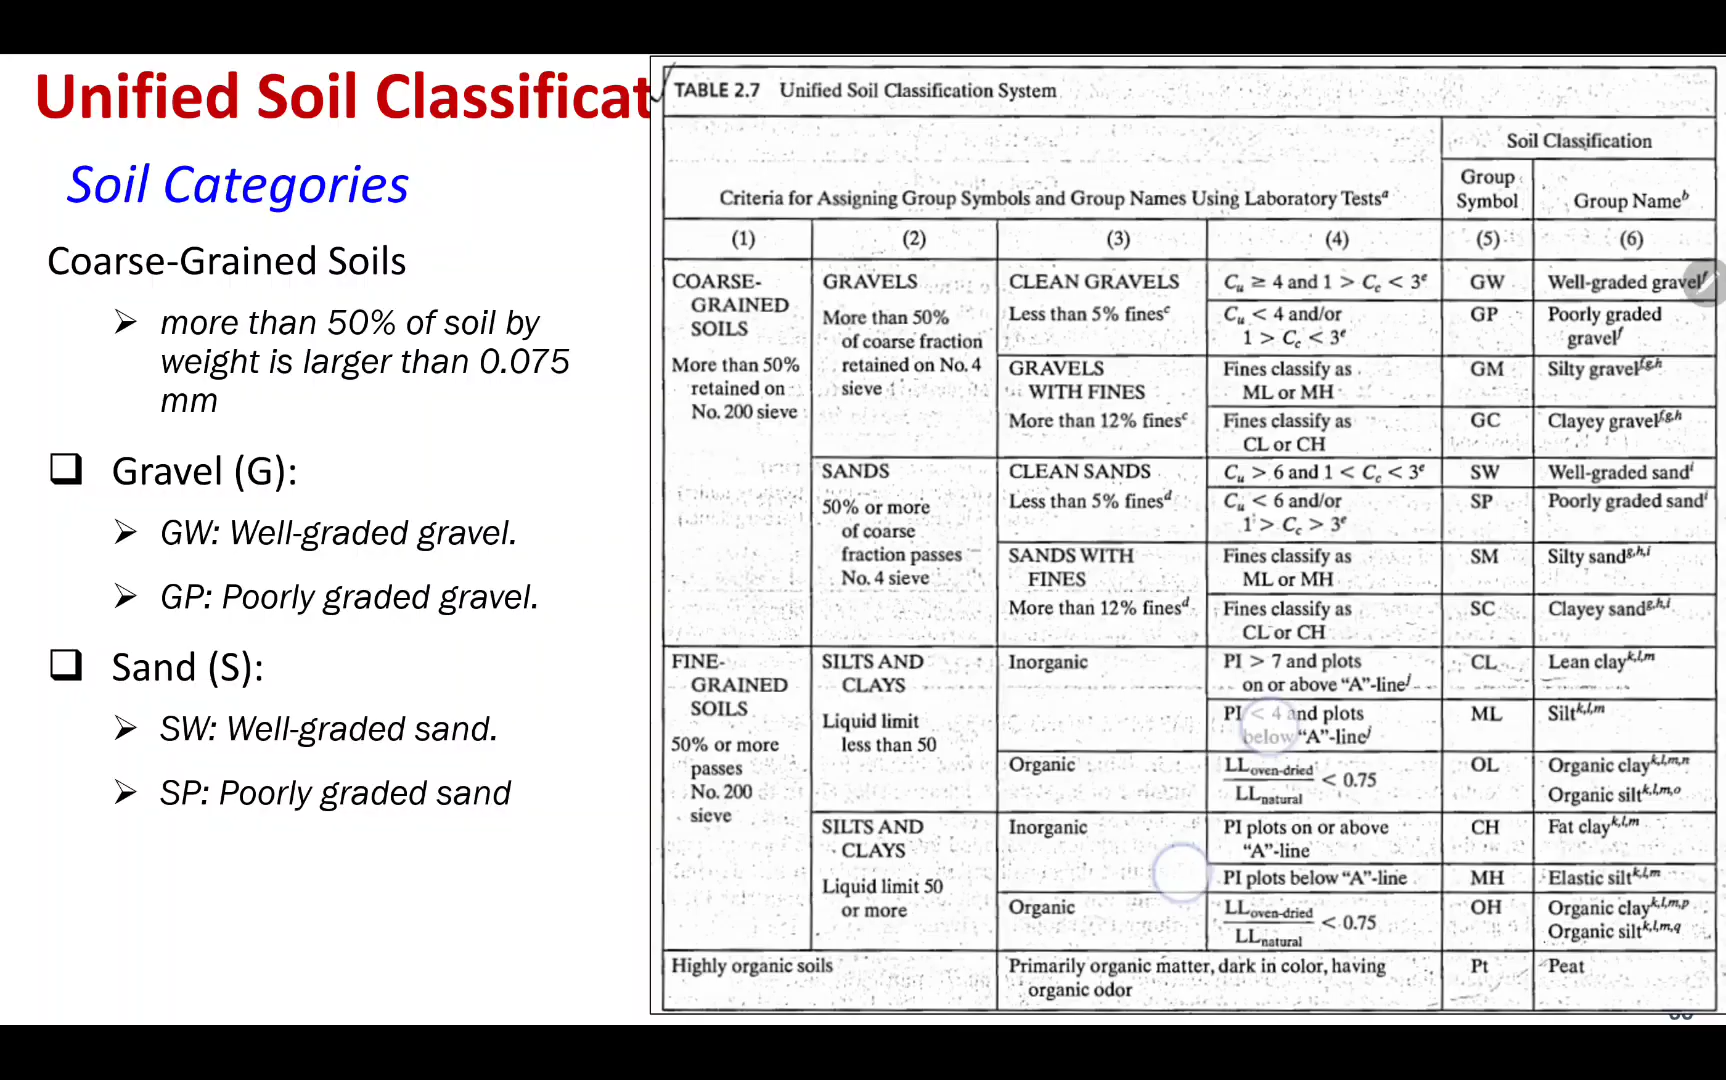 Unified Soil Classificat
Soil Categories
Coarse-Grained Soils
more than 50% of soil by
weight is larger than 0.075
mm
Gravel (G):
GW: Well-graded gravel.
GP: Poorly graded gravel.
Sand (S):
SW: Well-graded sand.
SP: Poorly graded sand
TABLE 2.7 Unified Soil Classification System
Soil Classification
Criteria for Assigning Group Symbols and Group Names Using Laboratory Tests^a
Group
Symbol
Group Name^b
(1) (2) (3) (4) (5) (6)
COARSE-
GRAINED
SOILS
More than 50%
retained on
No. 200 sieve
GRAVELS
More than 50%
of coarse fraction
retained on No. 4
sieve
CLEAN GRAVELS
Less than 5% fines^c
C_u ≥ 4 and 1 > C_c < 3^e
GW
Well-graded gravel^f
C_u < 4 and/or
1 > C_c < 3^e
GP
Poorly graded
gravel^f
GRAVELS
WITH FINES
More than 12% fines^c
Fines classify as
ML or MH
GM
Silty gravel^f,g,h
Fines classify as
CL or CH
GC
Clayey gravel^f,g,h
SANDS
50% or more
of coarse
fraction passes
No. 4 sieve
CLEAN SANDS
Less than 5% fines^d
C_u > 6 and 1 < C_c < 3^e
SW
Well-graded sand^i
C_u < 6 and/or
1 > C_c > 3^e
SP
Poorly graded sand^i
SANDS WITH
FINES
More than 12% fines^d
Fines classify as
ML or MH
SM
Silty sand^g,h,i
Fines classify as
CL or CH
SC
Clayey sand^g,h,i
FINE-
GRAINED
SOILS
50% or more
passes
No. 200
sieve
SILTS AND
CLAYS
Liquid limit
less than 50
Inorganic
PI > 7 and plots
on or above “A”-line^j
CL
Lean clay^k,l,m
PI < 4 and plots
below “A”-line^j
ML
Silt^k,l,m
Organic
LL_oven-dried
LL_natural
< 0.75
OL
Organic clay^k,l,m,n
Organic silt^k,l,m,o
SILTS AND
CLAYS
Liquid limit 50
or more
Inorganic
PI plots on or above
“A”-line
CH
Fat clay^k,l,m
PI plots below “A”-line
MH
Elastic silt^k,l,m
Organic
LL_oven-dried
LL_natural
< 0.75
OH
Organic clay^k,l,m,p
Organic silt^k,l,m,q
Highly organic soils
Primarily organic matter, dark in color, having
organic odor
Pt
Peat